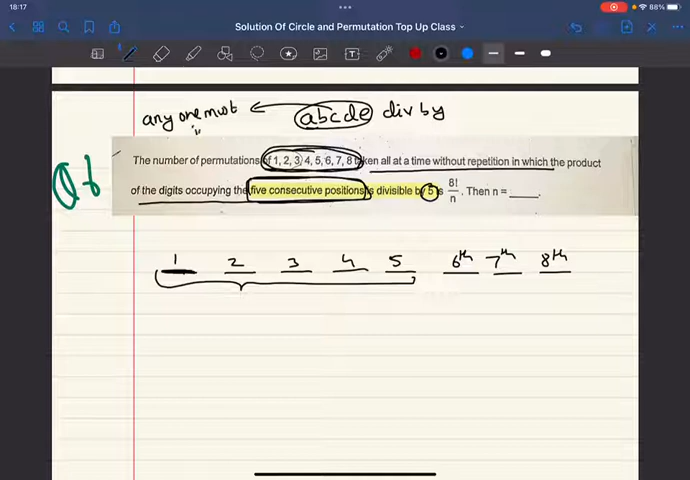 18:17
88%
Solution Of Circle and Permutation Top Up Class
any one must abcde div by
The number of permutations of 1, 2, 3, 4, 5, 6, 7, 8 taken all at a time without repetition in which the product
Q6
of the digits occupying the five consecutive positions is divisible by 5 is 8!/n. Then n = ____.
1 2 3 4 5 6th 7th 8th